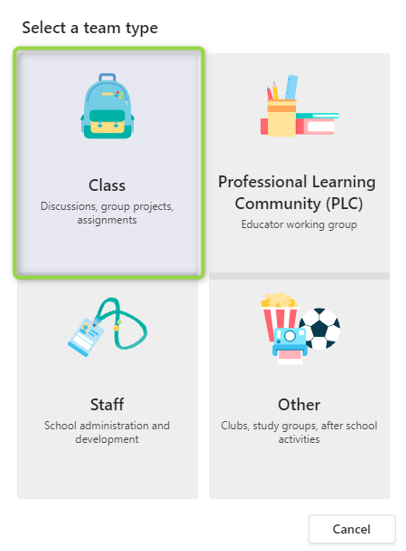 Select a team type
Class
Discussions, group projects,
assignments
Professional Learning
Community (PLC)
Educator working group
Staff
School administration and
development
Other
Clubs, study groups, after school
activities
Cancel